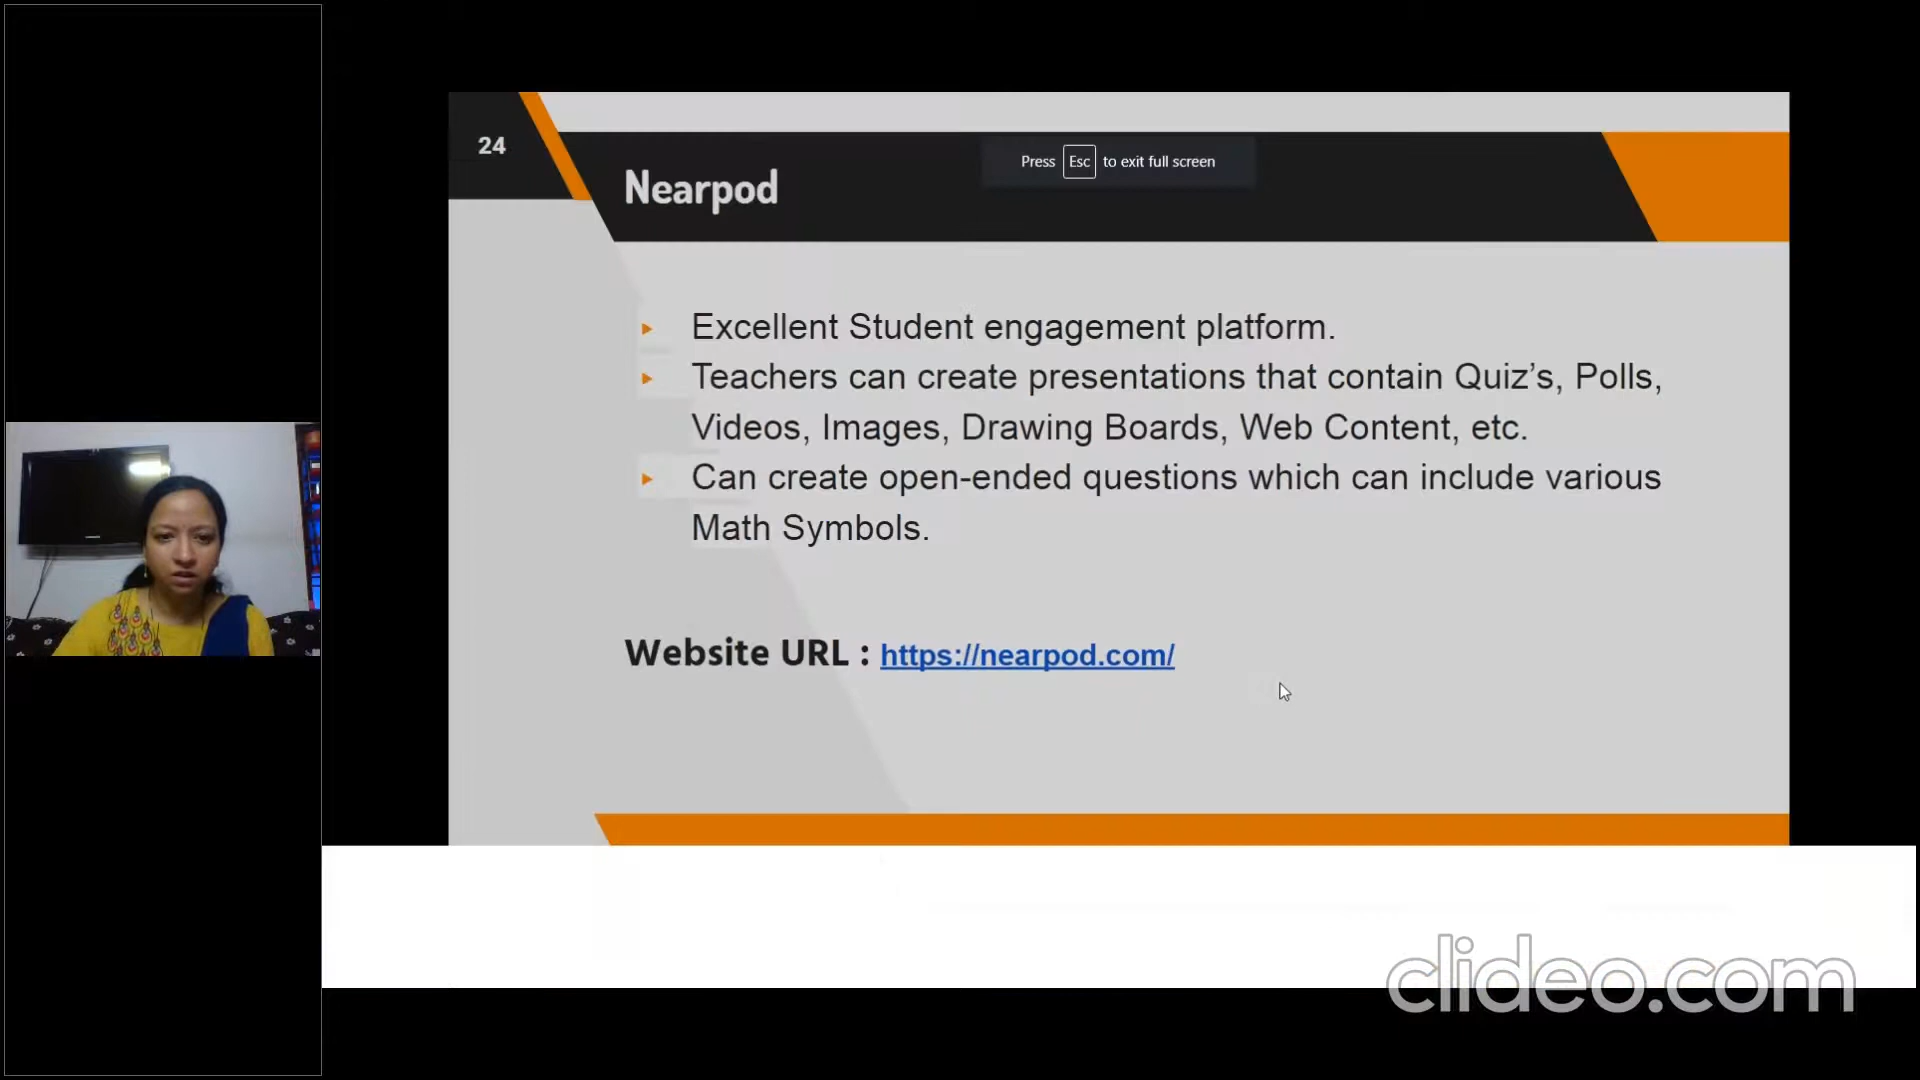 24
Press Esc to exit full screen
Nearpod
Excellent Student engagement platform.
Teachers can create presentations that contain Quiz’s, Polls,
Videos, Images, Drawing Boards, Web Content, etc.
Can create open-ended questions which can include various
Math Symbols.
Website URL : https://nearpod.com/
clideo.com